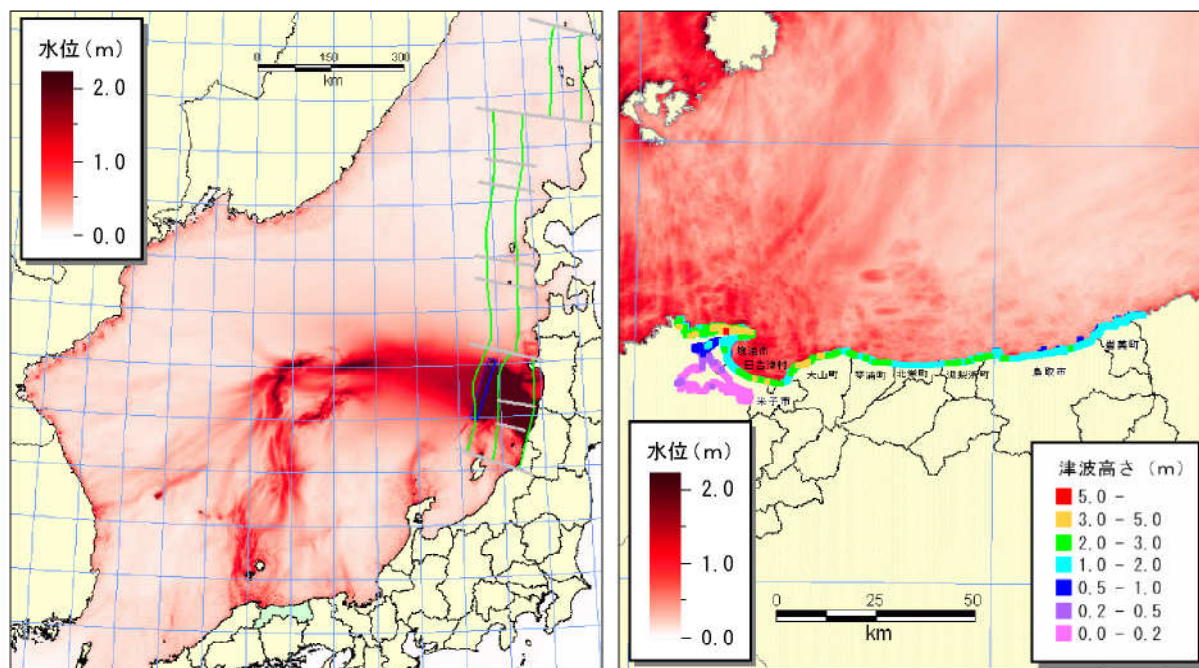 水位(m)
2.0
1.0
0.0
0 150 300
km
境港市
日吉津村
大山町
琴浦町
北栄町
湯梨浜町
鳥取市
岩美町
米子市
水位(m)
2.0
1.0
0.0
0 25 50
km
津波高さ (m)
5.0 -
3.0 - 5.0
2.0 - 3.0
1.0 - 2.0
0.5 - 1.0
0.2 - 0.5
0.0 - 0.2